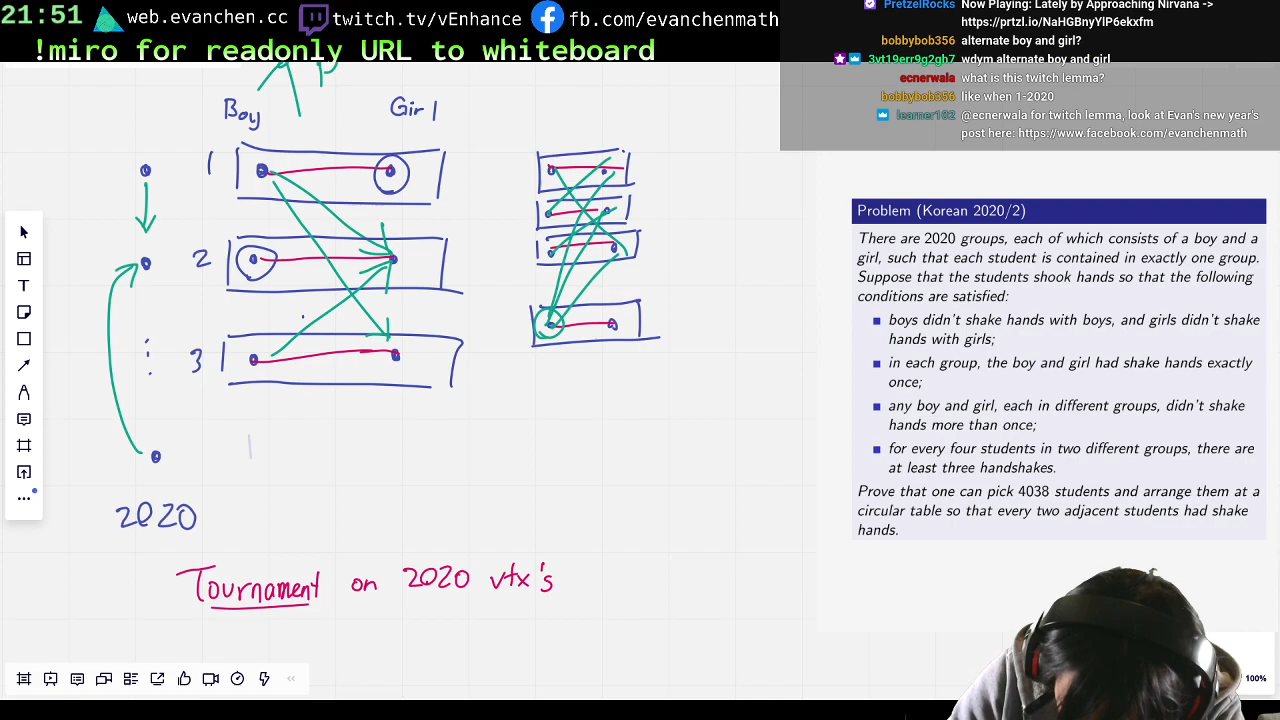 21:51 web.evanchen.cc twitch.tv/vEnhance fb.com/evanchenmath
!miro for readonly URL to whiteboard
PretzelRocks Now Playing: Lately by Approaching Nirvana ->
https://prtzl.io/NaHGBnyYlP6ekxfm
bobbybob356 alternate boy and girl?
3vt19err9g2gh7 wdym alternate boy and girl
ecnerwala what is this twitch lemma?
bobbybob356 like when 1-2020
learner102 @ecnerwala for twitch lemma, look at Evan's new year's
post here: https://www.facebook.com/evanchenmath
Boy Girl
1
2
3
2020
Tournament on 2020 vtx's
Problem (Korean 2020/2)
There are 2020 groups, each of which consists of a boy and a
girl, such that each student is contained in exactly one group.
Suppose that the students shook hands so that the following
conditions are satisfied:
boys didn't shake hands with boys, and girls didn't shake
hands with girls;
in each group, the boy and girl had shake hands exactly
once;
any boy and girl, each in different groups, didn't shake
hands more than once;
for every four students in two different groups, there are
at least three handshakes.
Prove that one can pick 4038 students and arrange them at a
circular table so that every two adjacent students had shake
hands.
T
A
100%